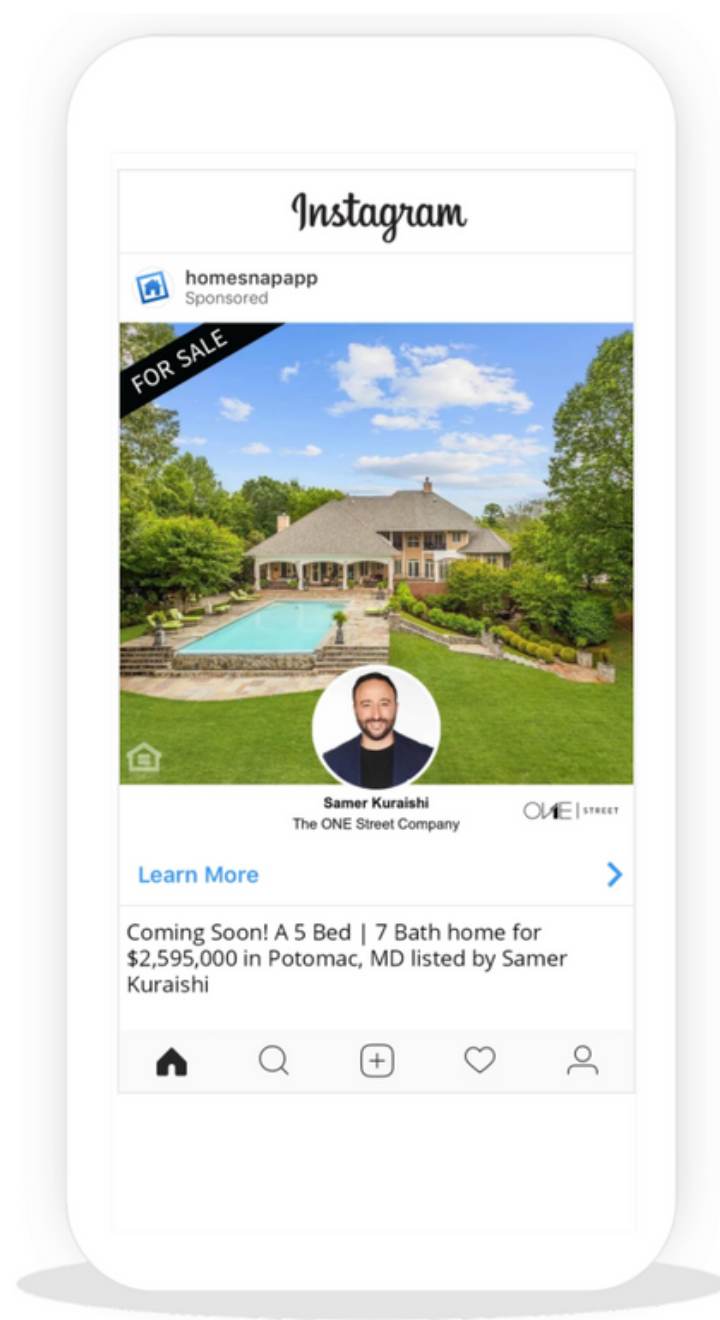 Instagram
homesnapapp
Sponsored
FOR SALE
Samer Kuraishi
The ONE Street Company
ONE | STREET
Learn More
Coming Soon! A 5 Bed | 7 Bath home for
$2,595,000 in Potomac, MD listed by Samer
Kuraishi